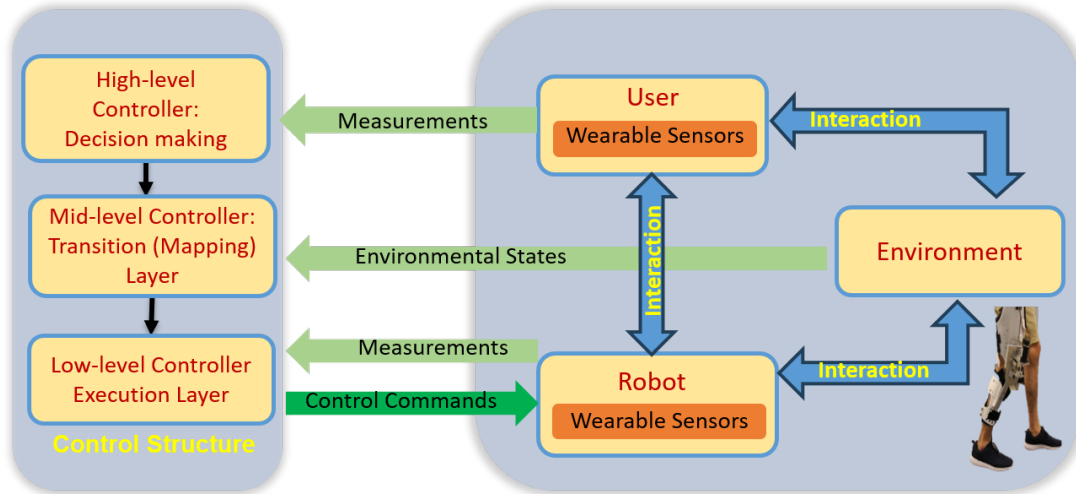 High-level
Controller:
Decision making
Mid-level Controller:
Transition (Mapping)
Layer
Low-level Controller
Execution Layer
Control Structure
Measurements
Environmental States
Measurements
Control Commands
User
Wearable Sensors
Interaction
Interaction
Environment
Robot
Wearable Sensors
Interaction